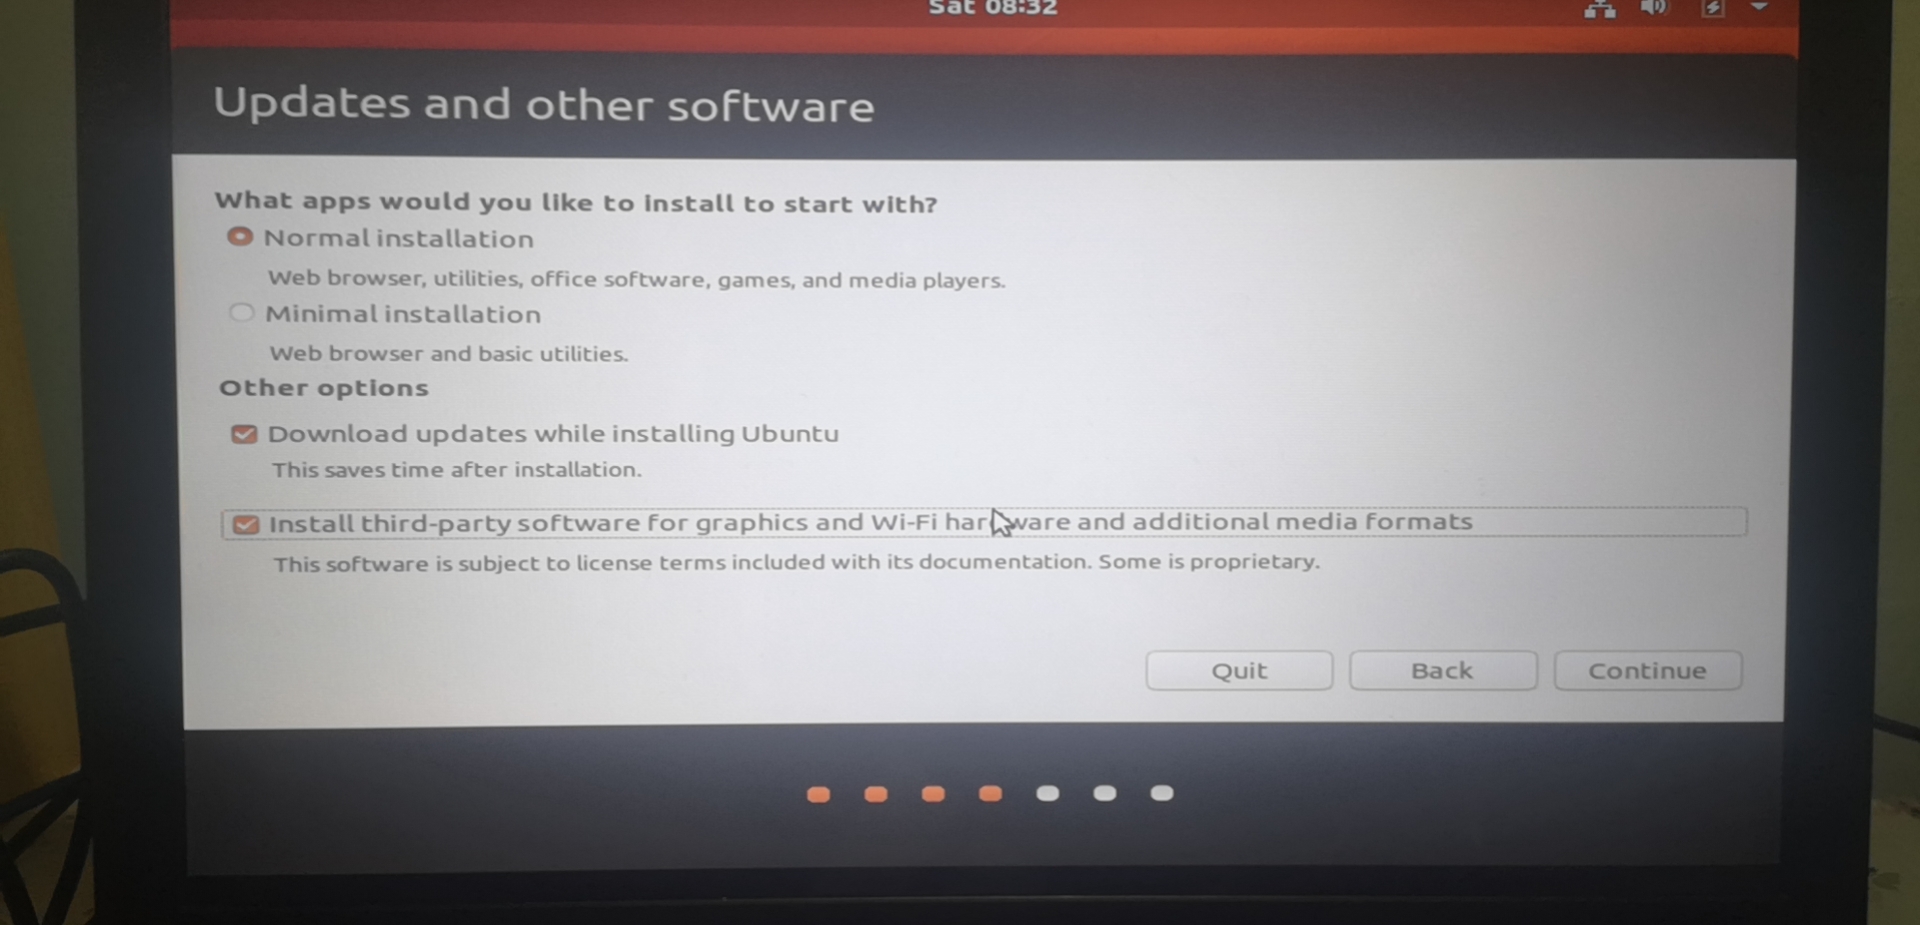 Sat 08:32
Updates and other software
What apps would you like to install to start with?
Normal installation
Web browser, utilities, office software, games, and media players.
Minimal installation
Web browser and basic utilities.
Other options
Download updates while installing Ubuntu
This saves time after installation.
Install third-party software for graphics and Wi-Fi hardware and additional media formats
This software is subject to license terms included with its documentation. Some is proprietary.
Quit Back Continue